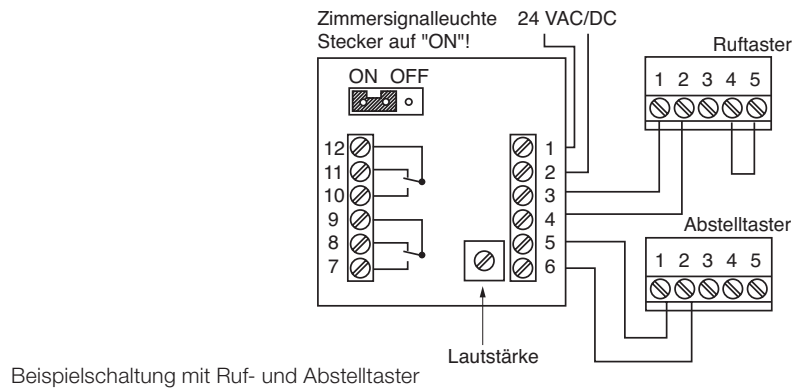 Zimmersignalleuchte 24 VAC/DC
Stecker auf "ON"!
Ruftaster
ON OFF
1 2 3 4 5
12
11
10
9
8
7
1
2
3
4
5
6
Abstelltaster
1 2 3 4 5
Lautstärke
Beispielschaltung mit Ruf- und Abstelltaster